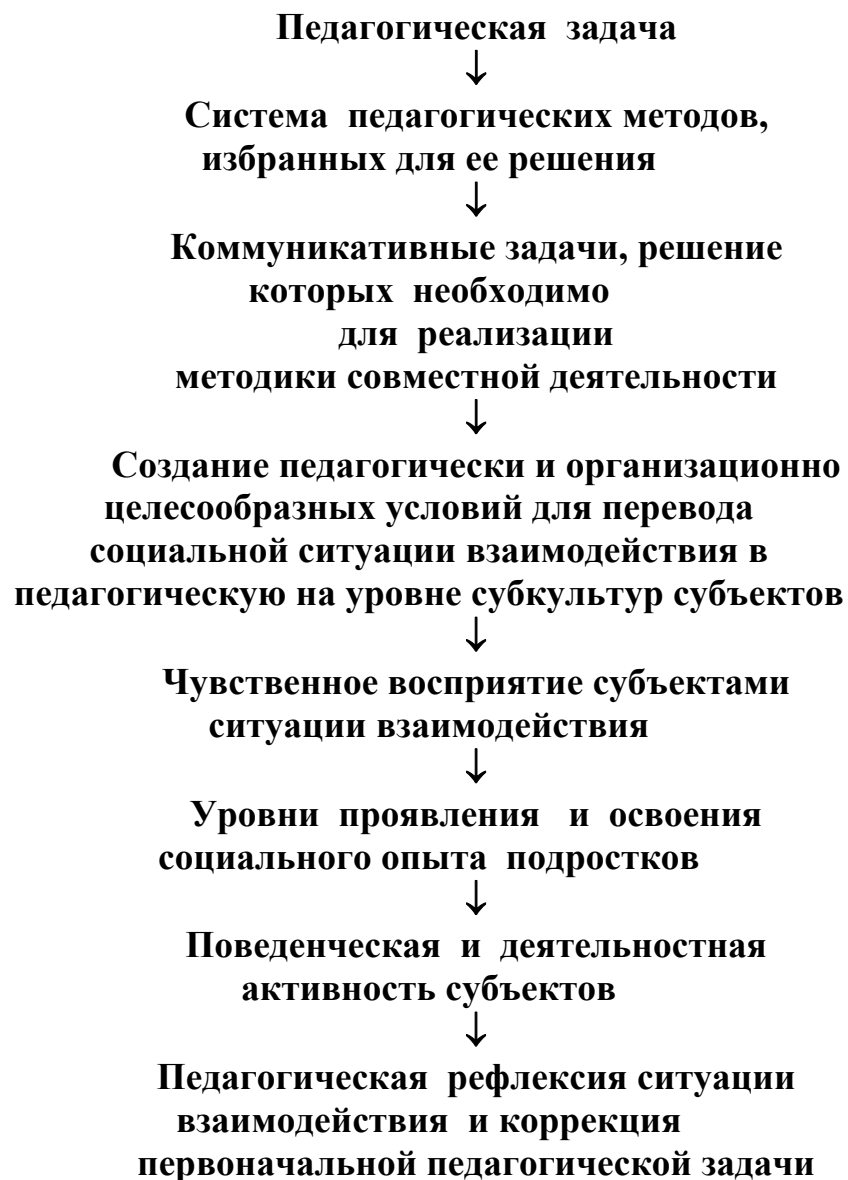 Педагогическая задача
↓
Система педагогических методов,
избранных для ее решения
↓
Коммуникативные задачи, решение
которых необходимо
для реализации
методики совместной деятельности
↓
Создание педагогически и организационно
целесообразных условий для перевода
социальной ситуации взаимодействия в
педагогическую на уровне субкультур субъектов
↓
Чувственное восприятие субъектами
ситуации взаимодействия
↓
Уровни проявления и освоения
социального опыта подростков
↓
Поведенческая и деятельностная
активность субъектов
↓
Педагогическая рефлексия ситуации
взаимодействия и коррекция
первоначальной педагогической задачи